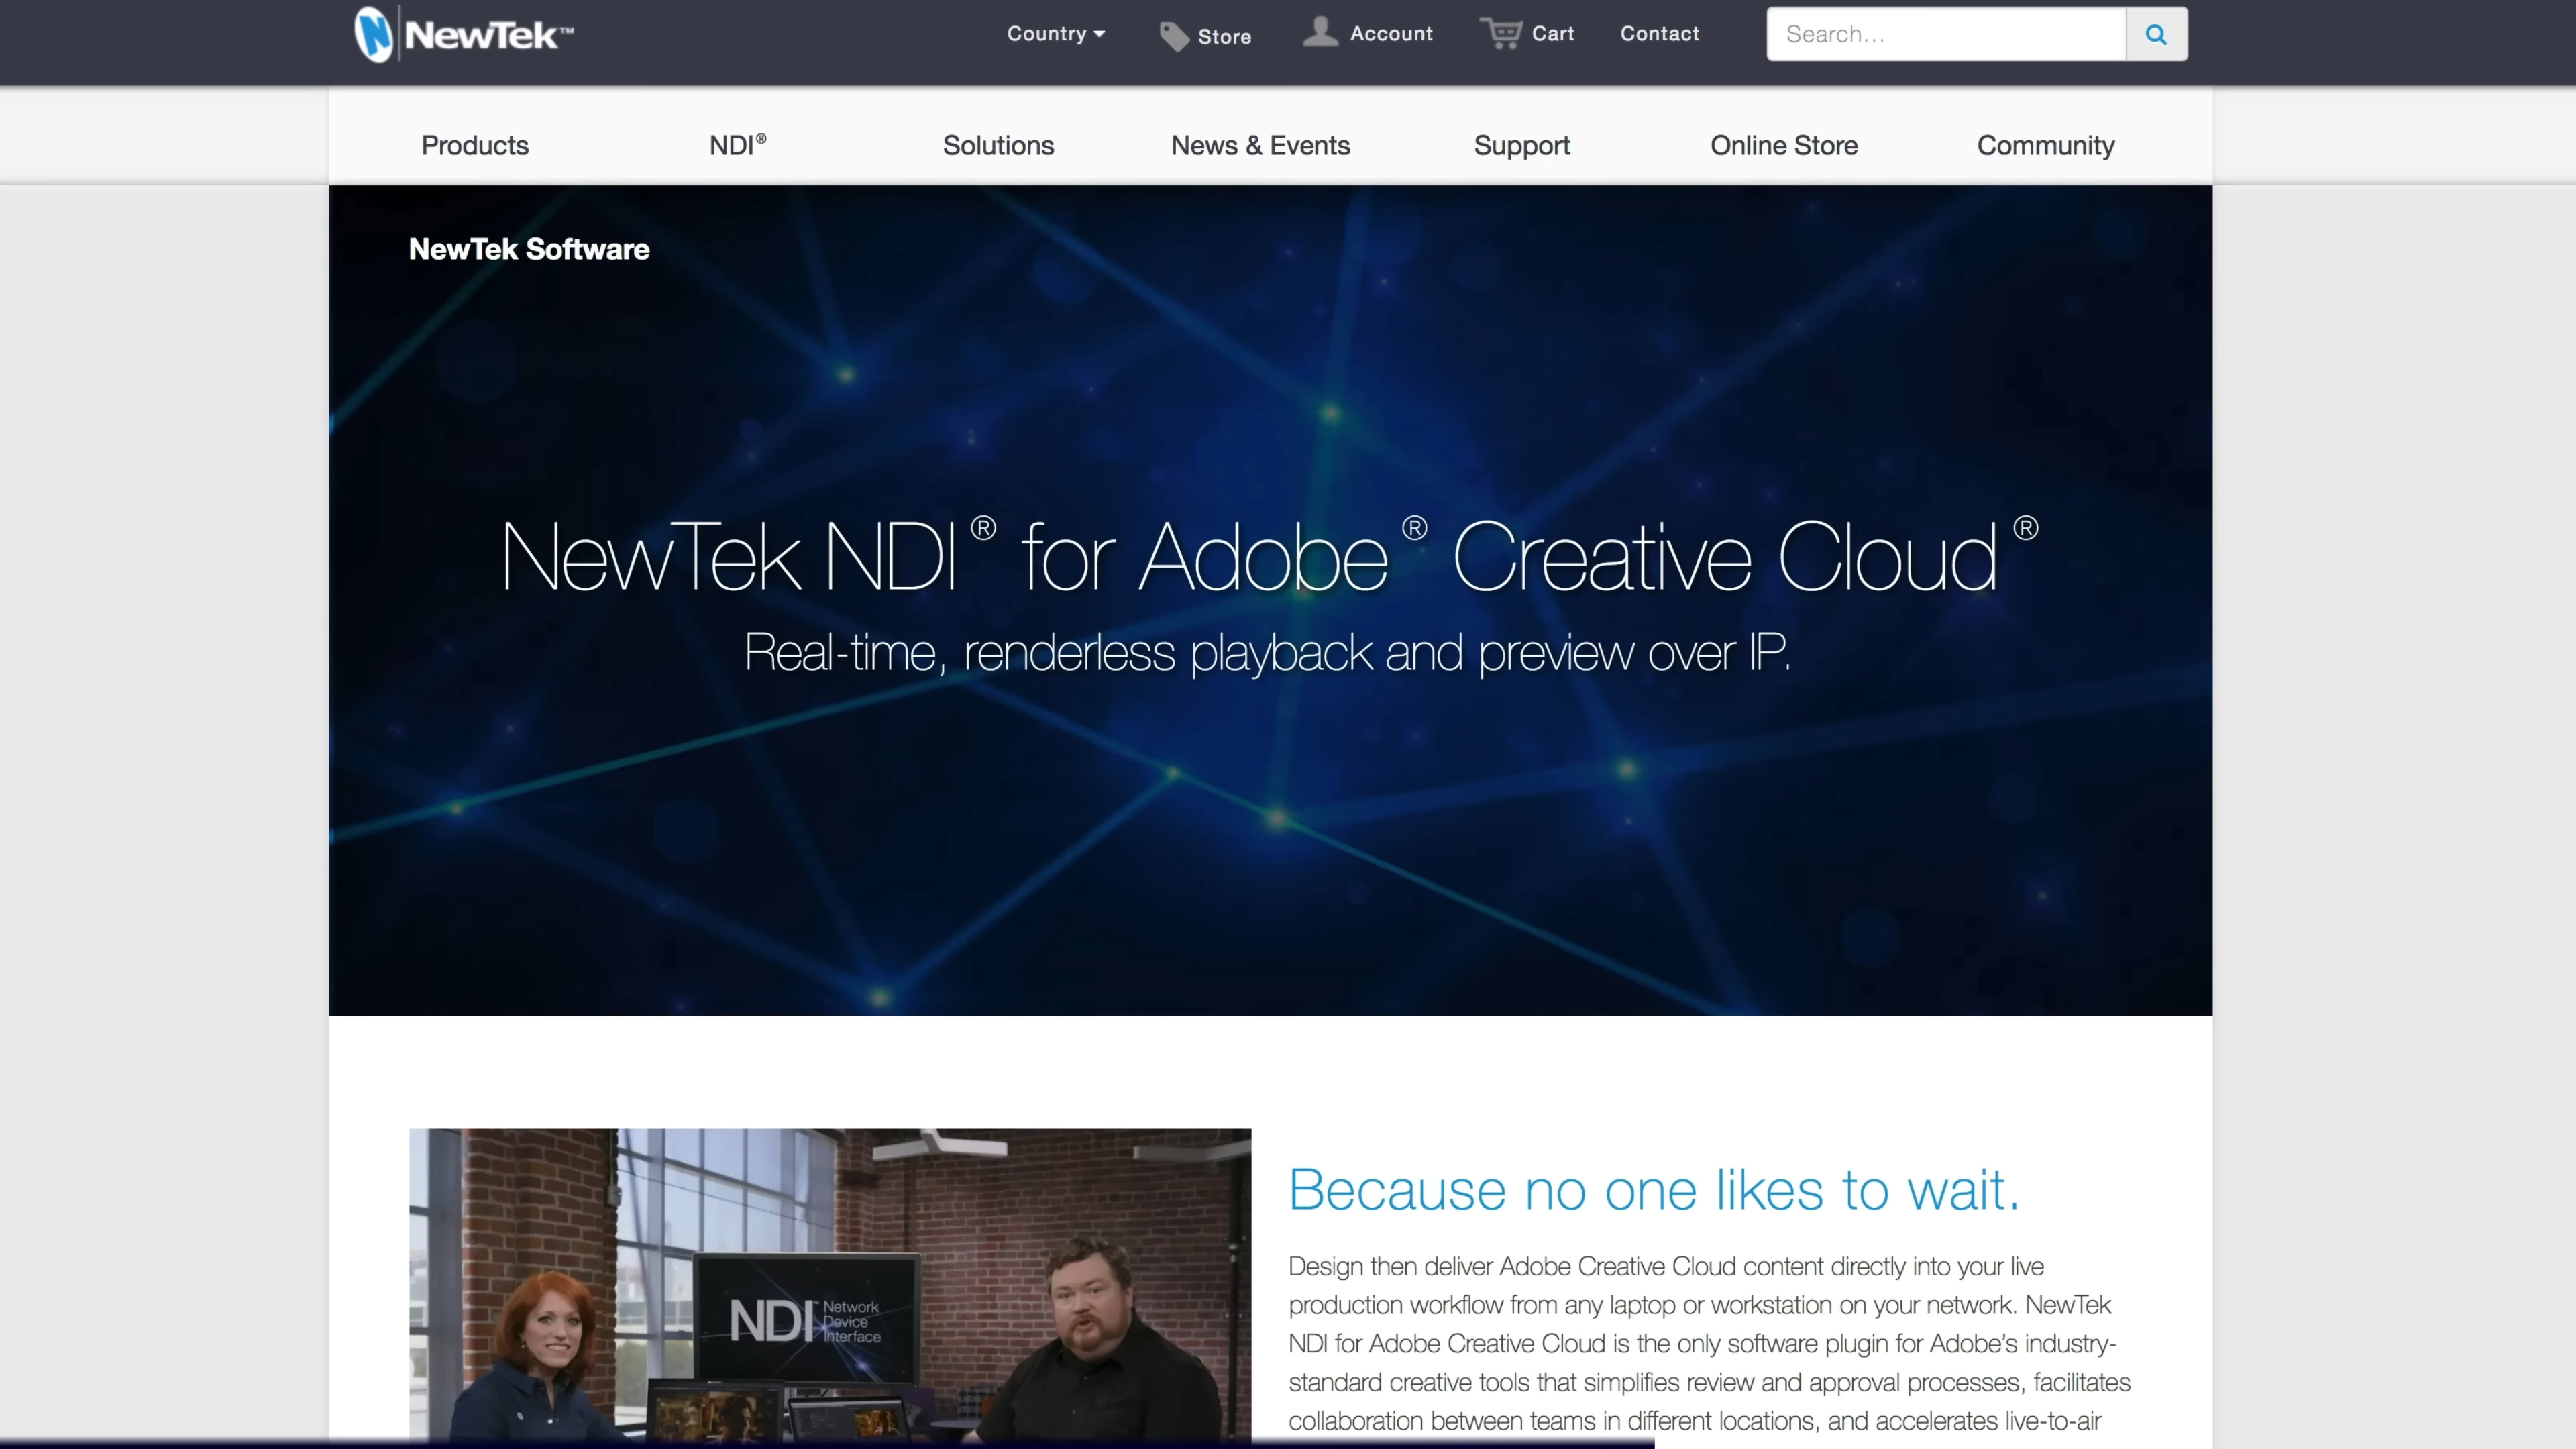 NewTek™
Country
Store
Account
Cart
Contact
Search...
Products
NDI®
Solutions
News & Events
Support
Online Store
Community
NewTek Software
NewTek NDI® for Adobe® Creative Cloud®
Real-time, renderless playback and preview over IP.
NDI™ Network
Device
Interface
Because no one likes to wait.
Design then deliver Adobe Creative Cloud content directly into your live
production workflow from any laptop or workstation on your network. NewTek
NDI for Adobe Creative Cloud is the only software plugin for Adobe's industry-
standard creative tools that simplifies review and approval processes, facilitates
collaboration between teams in different locations, and accelerates live-to-air